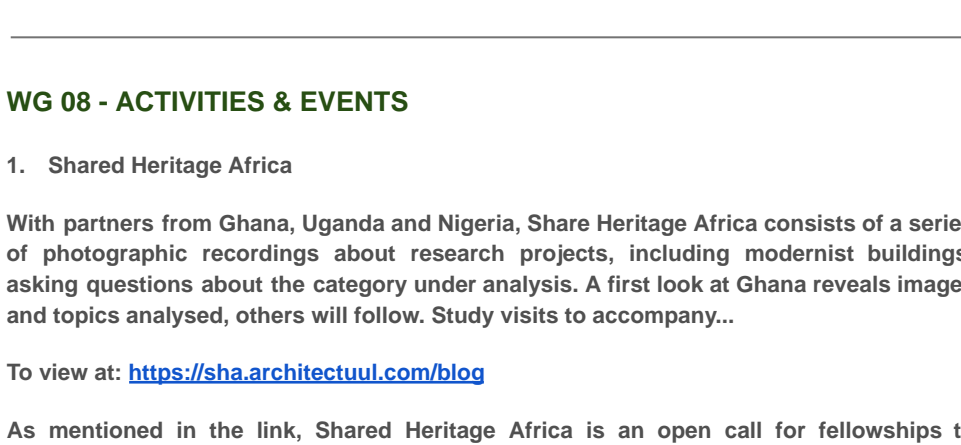 WG 08 - ACTIVITIES & EVENTS
1. Shared Heritage Africa
With partners from Ghana, Uganda and Nigeria, Share Heritage Africa consists of a serie
of photographic recordings about research projects, including modernist buildings
asking questions about the category under analysis. A first look at Ghana reveals image
and topics analysed, others will follow. Study visits to accompany...
To view at: https://sha.architectuul.com/blog
As mentioned in the link, Shared Heritage Africa is an open call for fellowships t